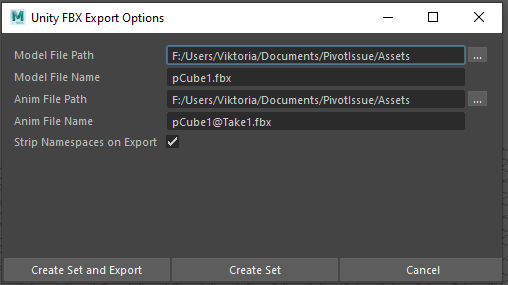 Unity FBX Export Options
Model File Path F:/Users/Viktoria/Documents/PivotIssue/Assets ...
Model File Name pCube1.fbx
Anim File Path F:/Users/Viktoria/Documents/PivotIssue/Assets ...
Anim File Name pCube1@Take1.fbx
Strip Namespaces on Export
Create Set and Export Create Set Cancel